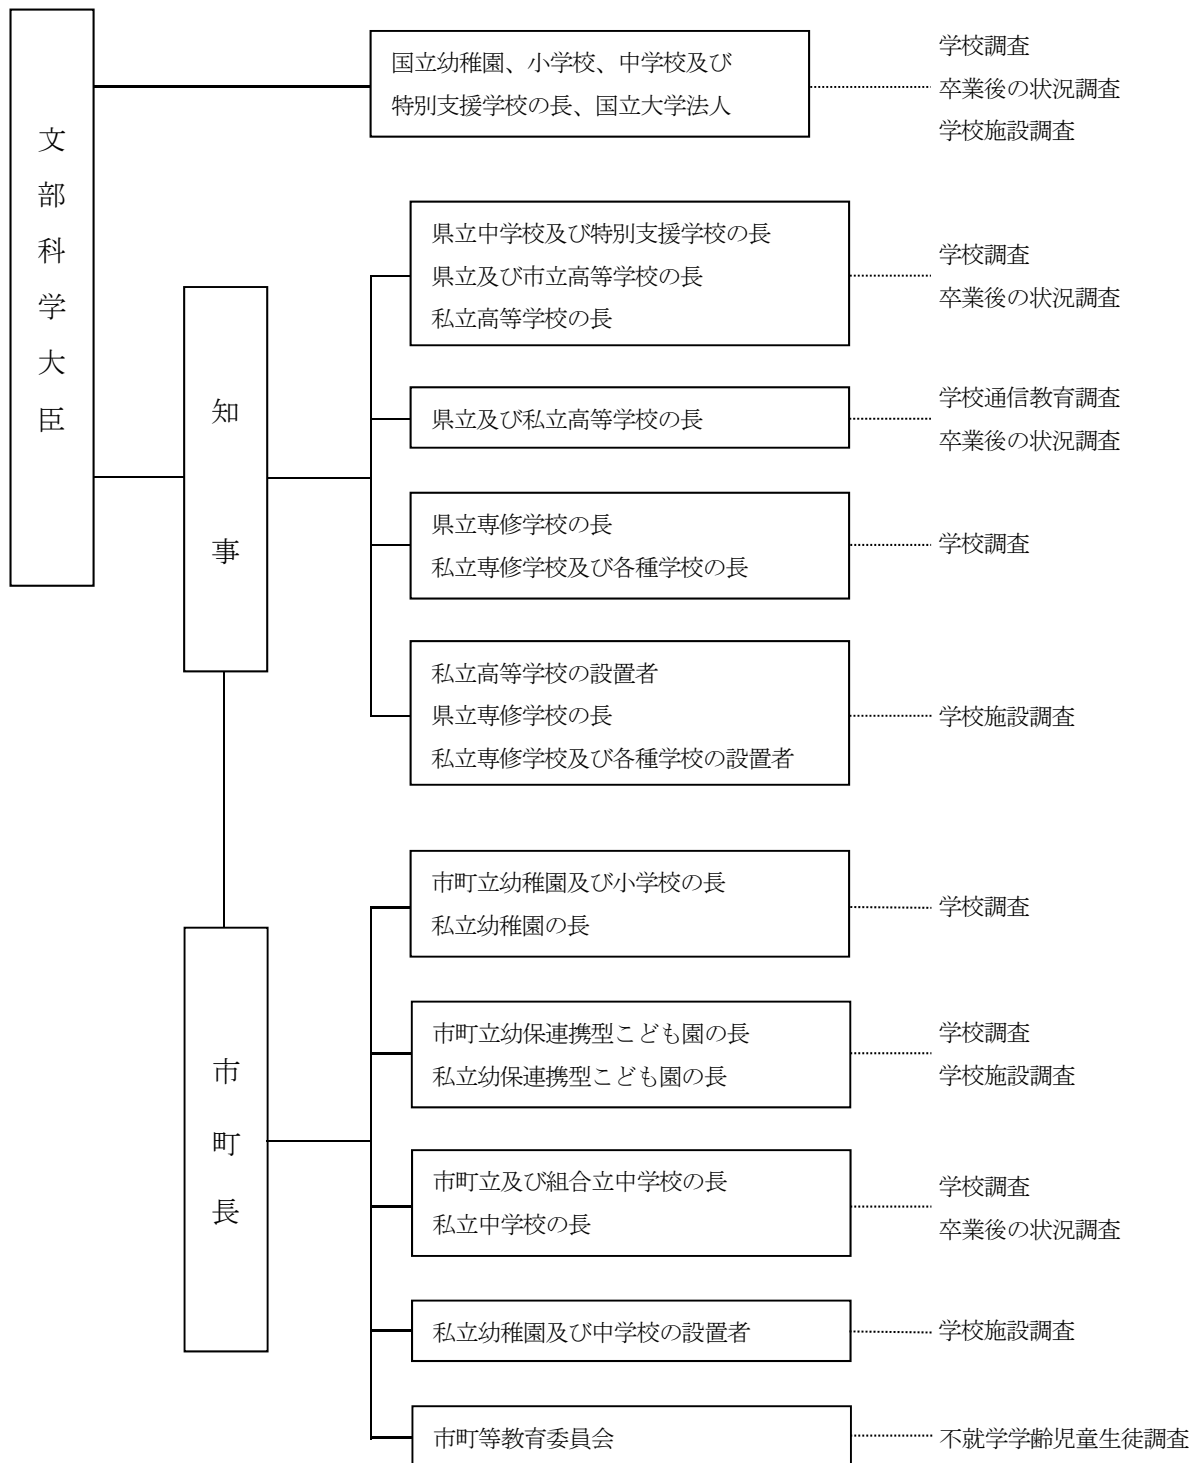 文部科学大臣
国立幼稚園、小学校、中学校及び
特別支援学校の長、国立大学法人
学校調査
卒業後の状況調査
学校施設調査
知事
県立中学校及び特別支援学校の長
県立及び市立高等学校の長
私立高等学校の長
学校調査
卒業後の状況調査
県立及び私立高等学校の長
学校通信教育調査
卒業後の状況調査
県立専修学校の長
私立専修学校及び各種学校の長
学校調査
私立高等学校の設置者
県立専修学校の長
私立専修学校及び各種学校の設置者
学校施設調査
市町長
市町立幼稚園及び小学校の長
私立幼稚園の長
学校調査
市町立幼保連携型こども園の長
私立幼保連携型こども園の長
学校調査
学校施設調査
市町立及び組合立中学校の長
私立中学校の長
学校調査
卒業後の状況調査
私立幼稚園及び中学校の設置者
学校施設調査
市町等教育委員会
不就学学齢児童生徒調査